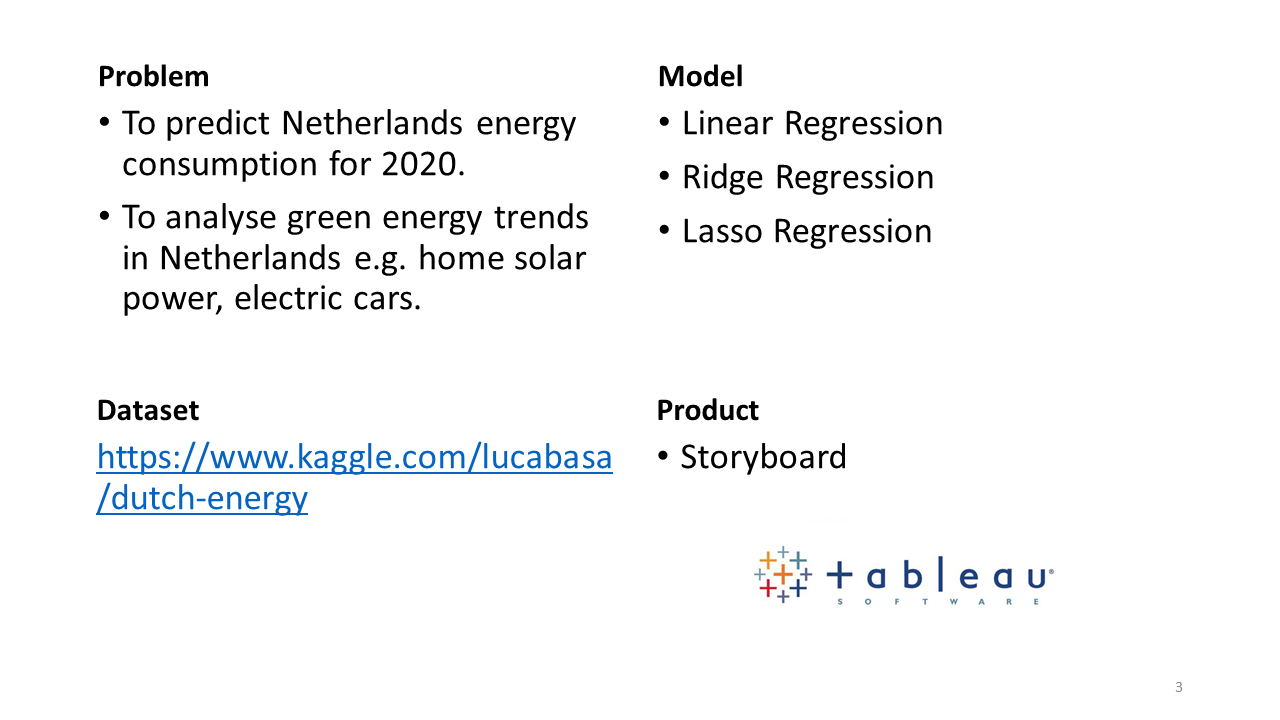 Problem
• To predict Netherlands energy
consumption for 2020.
• To analyse green energy trends
in Netherlands e.g. home solar
power, electric cars.
Model
• Linear Regression
• Ridge Regression
• Lasso Regression
Dataset
https://www.kaggle.com/lucabasa
/dutch-energy
Product
• Storyboard
tableau®
SOFTWARE
3